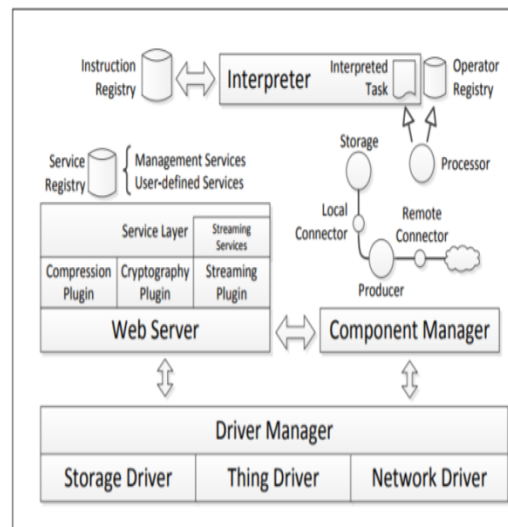 Instruction
Registry
Interpreter
Interpreted
Task
Operator
Registry
Storage
Processor
Service
Registry
Management Services
User-defined Services
Local
Connector
Remote
Connector
Producer
Service Layer
Streaming
Services
Compression
Plugin
Cryptography
Plugin
Streaming
Plugin
Web Server
Component Manager
Driver Manager
Storage Driver
Thing Driver
Network Driver